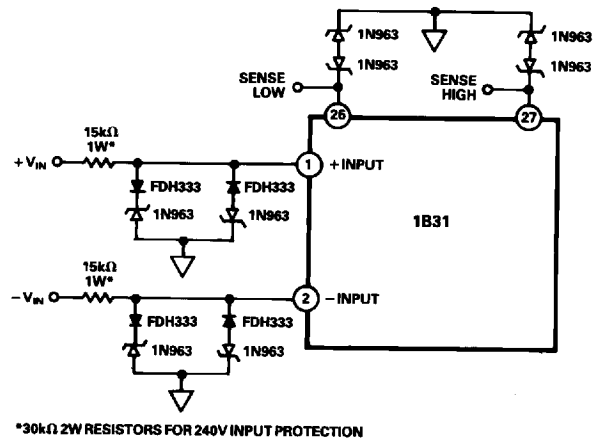 1N963
1N963
1N963
1N963
SENSE
LOW
SENSE
HIGH
26
27
15kΩ
1W*
+VIN
1
+INPUT
FDH333
FDH333
1N963
1N963
1B31
15kΩ
1W*
−VIN
2
−INPUT
FDH333
FDH333
1N963
1N963
*30kΩ 2W RESISTORS FOR 240V INPUT PROTECTION